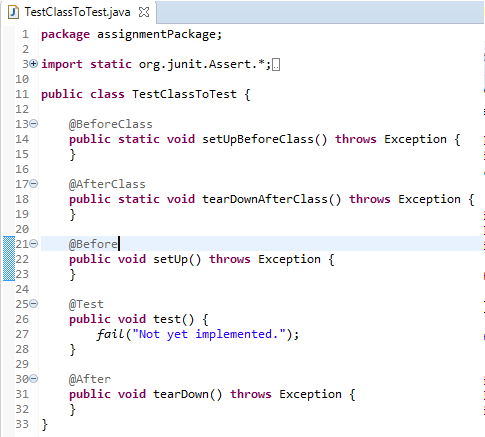 TestClassToTest.java
1 package assignmentPackage;
2
3 import static org.junit.Assert.*;
10
11 public class TestClassToTest {
12
13 @BeforeClass
14 public static void setUpBeforeClass() throws Exception {
15 }
16
17 @AfterClass
18 public static void tearDownAfterClass() throws Exception {
19 }
20
21 @Before
22 public void setUp() throws Exception {
23 }
24
25 @Test
26 public void test() {
27 fail("Not yet implemented.");
28 }
29
30 @After
31 public void tearDown() throws Exception {
32 }
33 }